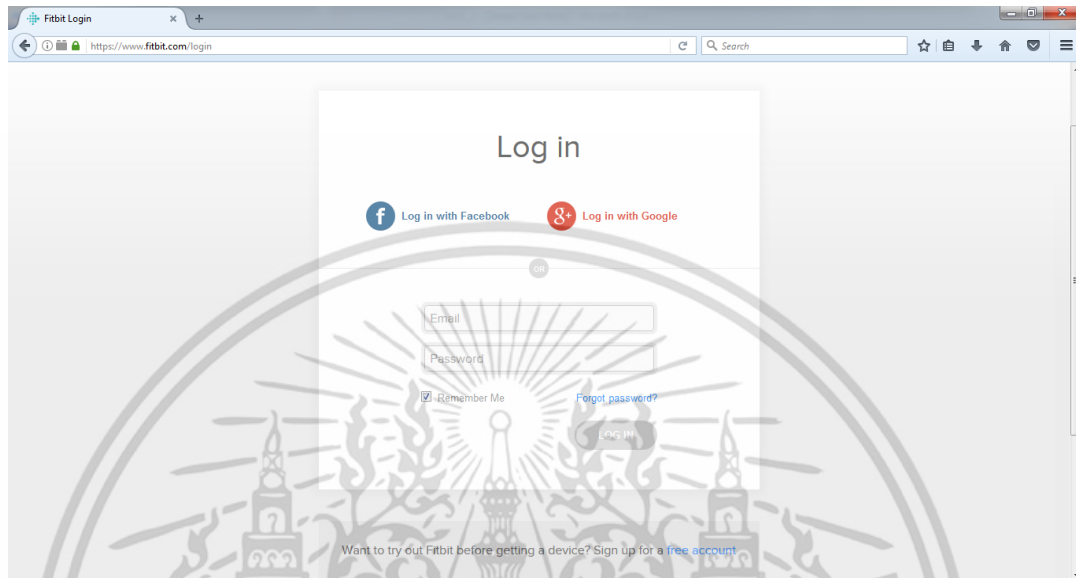 Fitbit Login
https://www.fitbit.com/login
Search
Log in
f Log in with Facebook
g+ Log in with Google
OR
Email
Password
Remember Me
Forgot password?
LOG IN
Want to try out Fitbit before getting a device? Sign up for a free account